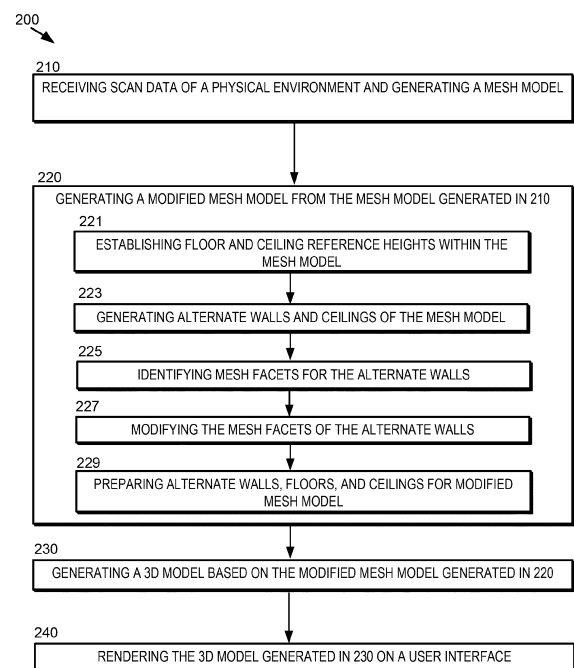 200
210
RECEIVING SCAN DATA OF A PHYSICAL ENVIRONMENT AND GENERATING A MESH MODEL
220
GENERATING A MODIFIED MESH MODEL FROM THE MESH MODEL GENERATED IN 210
221
ESTABLISHING FLOOR AND CEILING REFERENCE HEIGHTS WITHIN THE
MESH MODEL
223
GENERATING ALTERNATE WALLS AND CEILINGS OF THE MESH MODEL
225
IDENTIFYING MESH FACETS FOR THE ALTERNATE WALLS
227
MODIFYING THE MESH FACETS OF THE ALTERNATE WALLS
229
PREPARING ALTERNATE WALLS, FLOORS, AND CEILINGS FOR MODIFIED
MESH MODEL
230
GENERATING A 3D MODEL BASED ON THE MODIFIED MESH MODEL GENERATED IN 220
240
RENDERING THE 3D MODEL GENERATED IN 230 ON A USER INTERFACE